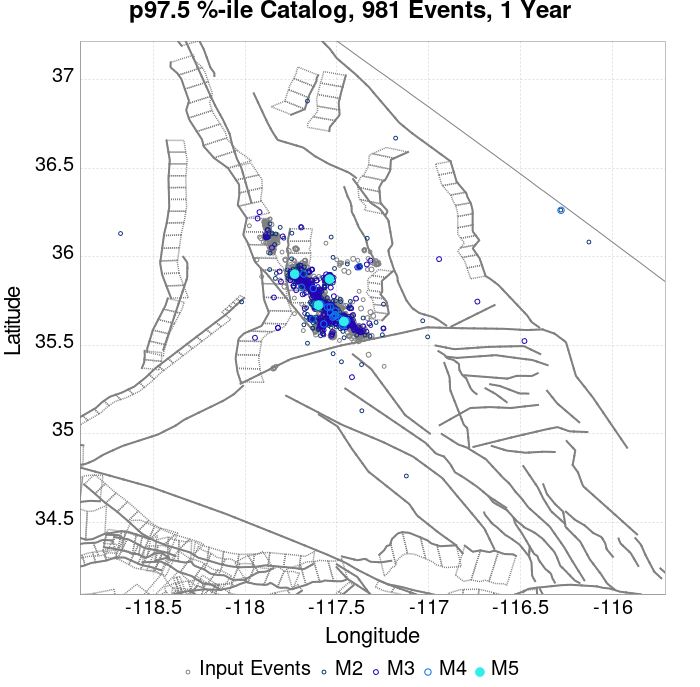 p97.5 %-ile Catalog, 981 Events, 1 Year
37
36.5
36
35.5
35
34.5
Latitude
-118.5 -118 -117.5 -117 -116.5 -116
Longitude
Input Events M2 M3 M4 M5